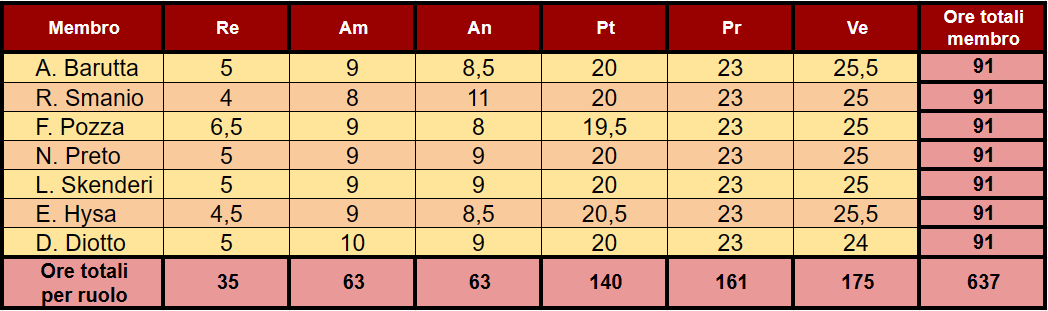 Membro Re Am An Pt Pr Ve Ore totali membro
A. Barutta 5 9 8,5 20 23 25,5 91
R. Smanio 4 8 11 20 23 25 91
F. Pozza 6,5 9 8 19,5 23 25 91
N. Preto 5 9 9 20 23 25 91
L. Skenderi 5 9 9 20 23 25 91
E. Hysa 4,5 9 8,5 20,5 23 25,5 91
D. Diotto 5 10 9 20 23 24 91
Ore totali per ruolo 35 63 63 140 161 175 637